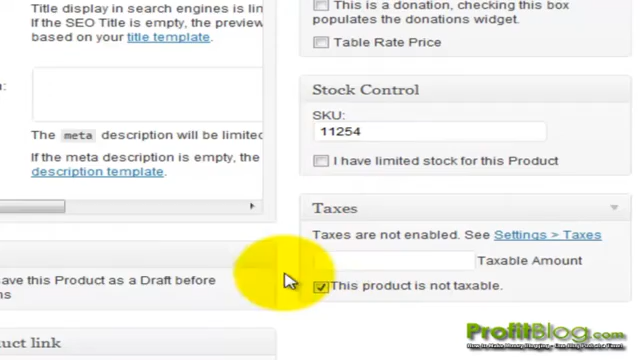 Title display in search engines is lin
If the SEO Title is empty, the preview
based on your title template.
n:
The meta description will be limited
If the meta description is empty, the
description template.
ave this Product as a Draft before
ns
uct link
This is a donation, checking this box
populates the donations widget.
Table Rate Price
Stock Control
SKU:
11254
I have limited stock for this Product
Taxes
Taxes are not enabled. See Settings > Taxes
Taxable Amount
This product is not taxable.
ProfitBlog.com